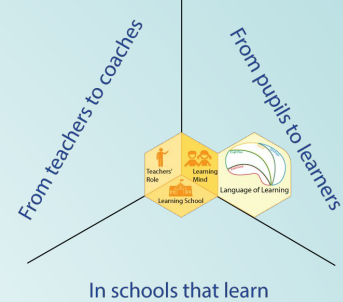 From teachers to coaches
From pupils to learners
Teachers'
Role
Learning
Mind
Learning School
Language of Learning
In schools that learn